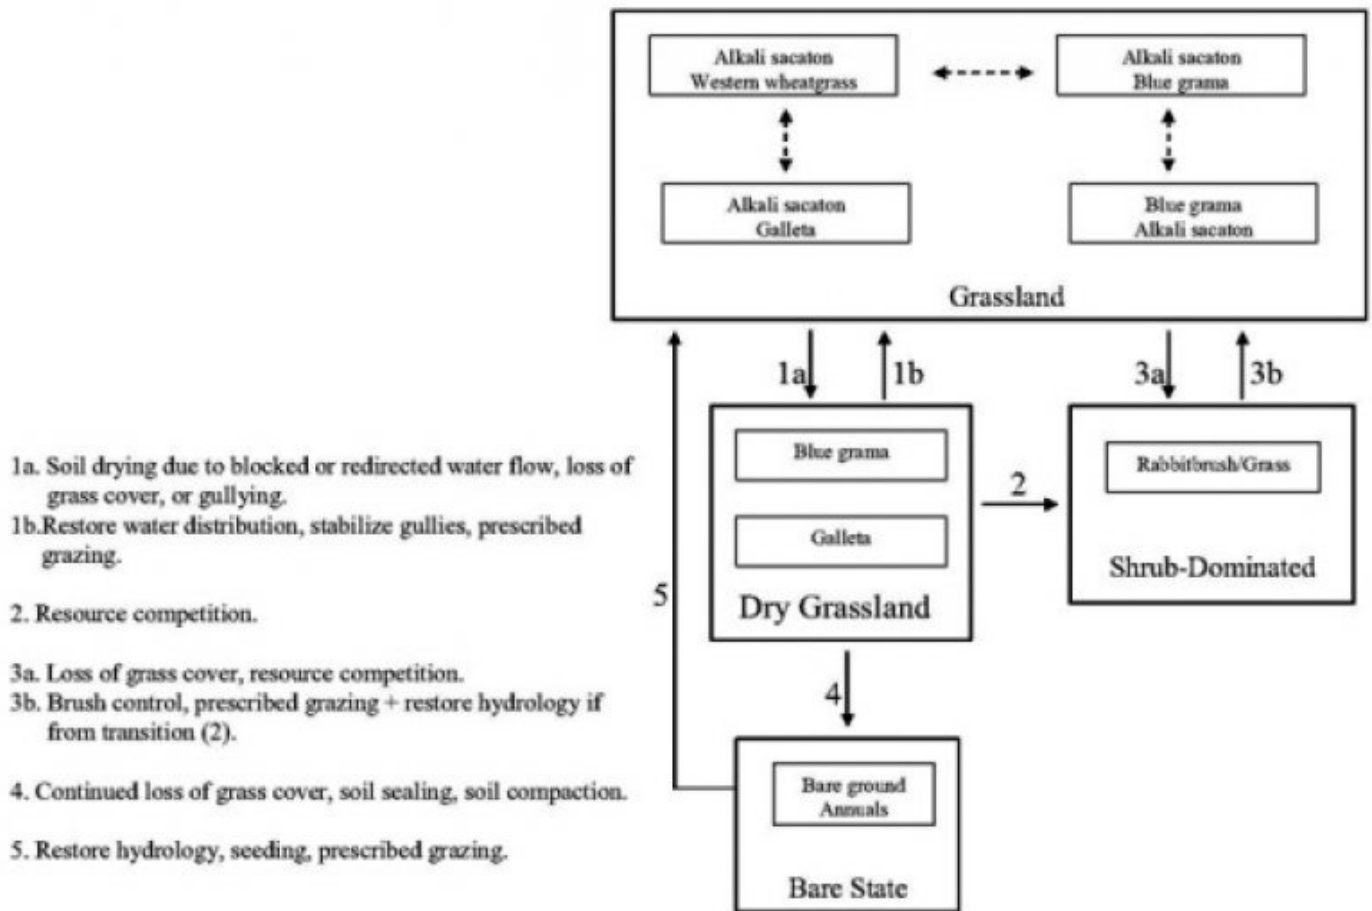 Alkali sacaton
Western wheatgrass
Alkali sacaton
Blue grama
Alkali sacaton
Galleta
Blue grama
Alkali sacaton
Grassland
1a
1b
3a
3b
Blue grama
Galleta
Dry Grassland
2
Rabbitbrush/Grass
Shrub-Dominated
5
4
Bare ground
Annuals
Bare State
1a. Soil drying due to blocked or redirected water flow, loss of
grass cover, or gullying.
1b.Restore water distribution, stabilize gullies, prescribed
grazing.
2. Resource competition.
3a. Loss of grass cover, resource competition.
3b. Brush control, prescribed grazing + restore hydrology if
from transition (2).
4. Continued loss of grass cover, soil sealing, soil compaction.
5. Restore hydrology, seeding, prescribed grazing.